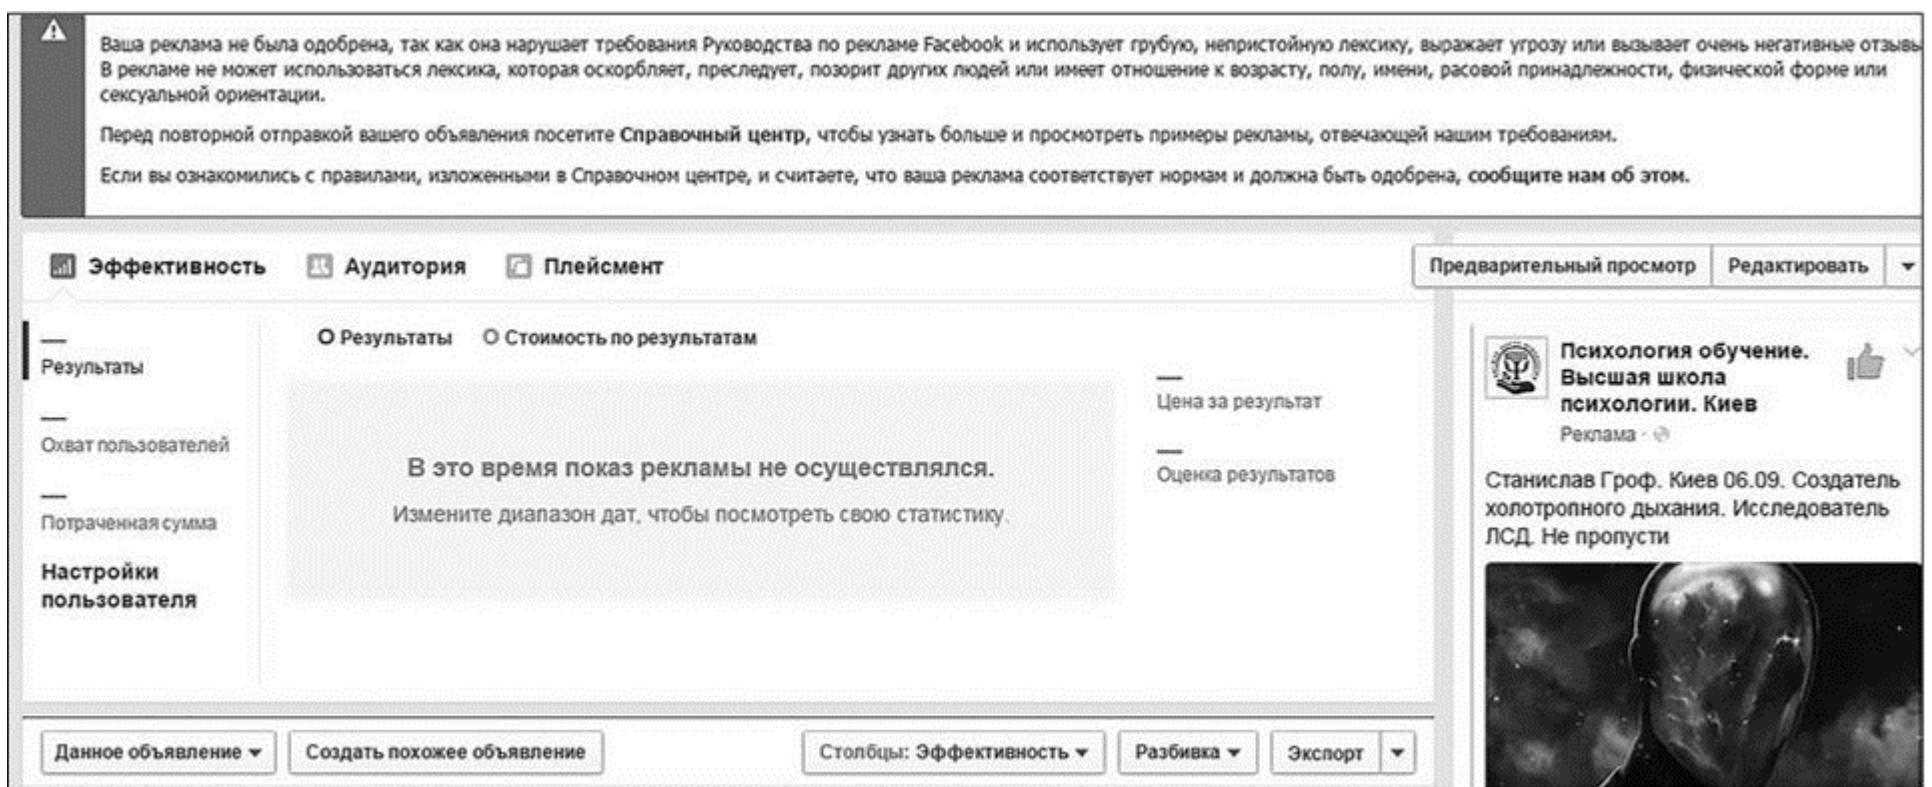 Ваша реклама не была одобрена, так как она нарушает требования Руководства по рекламе Facebook и использует грубую, непристойную лексику, выражает угрозу или вызывает очень негативные отзывы
В рекламе не может использоваться лексика, которая оскорбляет, преследует, позорит других людей или имеет отношение к возрасту, полу, имени, расовой принадлежности, физической форме или
сексуальной ориентации.
Перед повторной отправкой вашего объявления посетите Справочный центр, чтобы узнать больше и просмотреть примеры рекламы, отвечающей нашим требованиям.
Если вы ознакомились с правилами, изложенными в Справочном центре, и считаете, что ваша реклама соответствует нормам и должна быть одобрена, сообщите нам об этом.
Эффективность Аудитория Плейсмент
Предварительный просмотр Редактировать
Результаты
Охват пользователей
Потраченная сумма
Настройки
пользователя
Результаты Стоимость по результатам
В это время показ рекламы не осуществлялся.
Измените диапазон дат, чтобы посмотреть свою статистику.
Цена за результат
Оценка результатов
Психология обучение.
Высшая школа
психологии. Киев
Реклама ·
Станислав Гроф. Киев 06.09. Создатель
холотропного дыхания. Исследователь
ЛСД. Не пропусти
Данное объявление Создать похожее объявление Столбцы: Эффективность Разбивка Экспорт